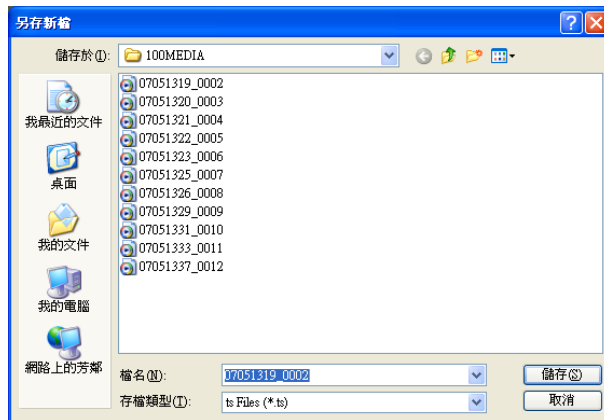 另存新檔
儲存於(I):
100MEDIA
我最近的文件
桌面
我的文件
我的電腦
網路上的芳鄰
07051319_0002
07051320_0003
07051321_0004
07051322_0005
07051323_0006
07051325_0007
07051326_0008
07051329_0009
07051331_0010
07051333_0011
07051337_0012
檔名(N):
07051319_0002
儲存(S)
存檔類型(T):
ts Files (*.ts)
取消